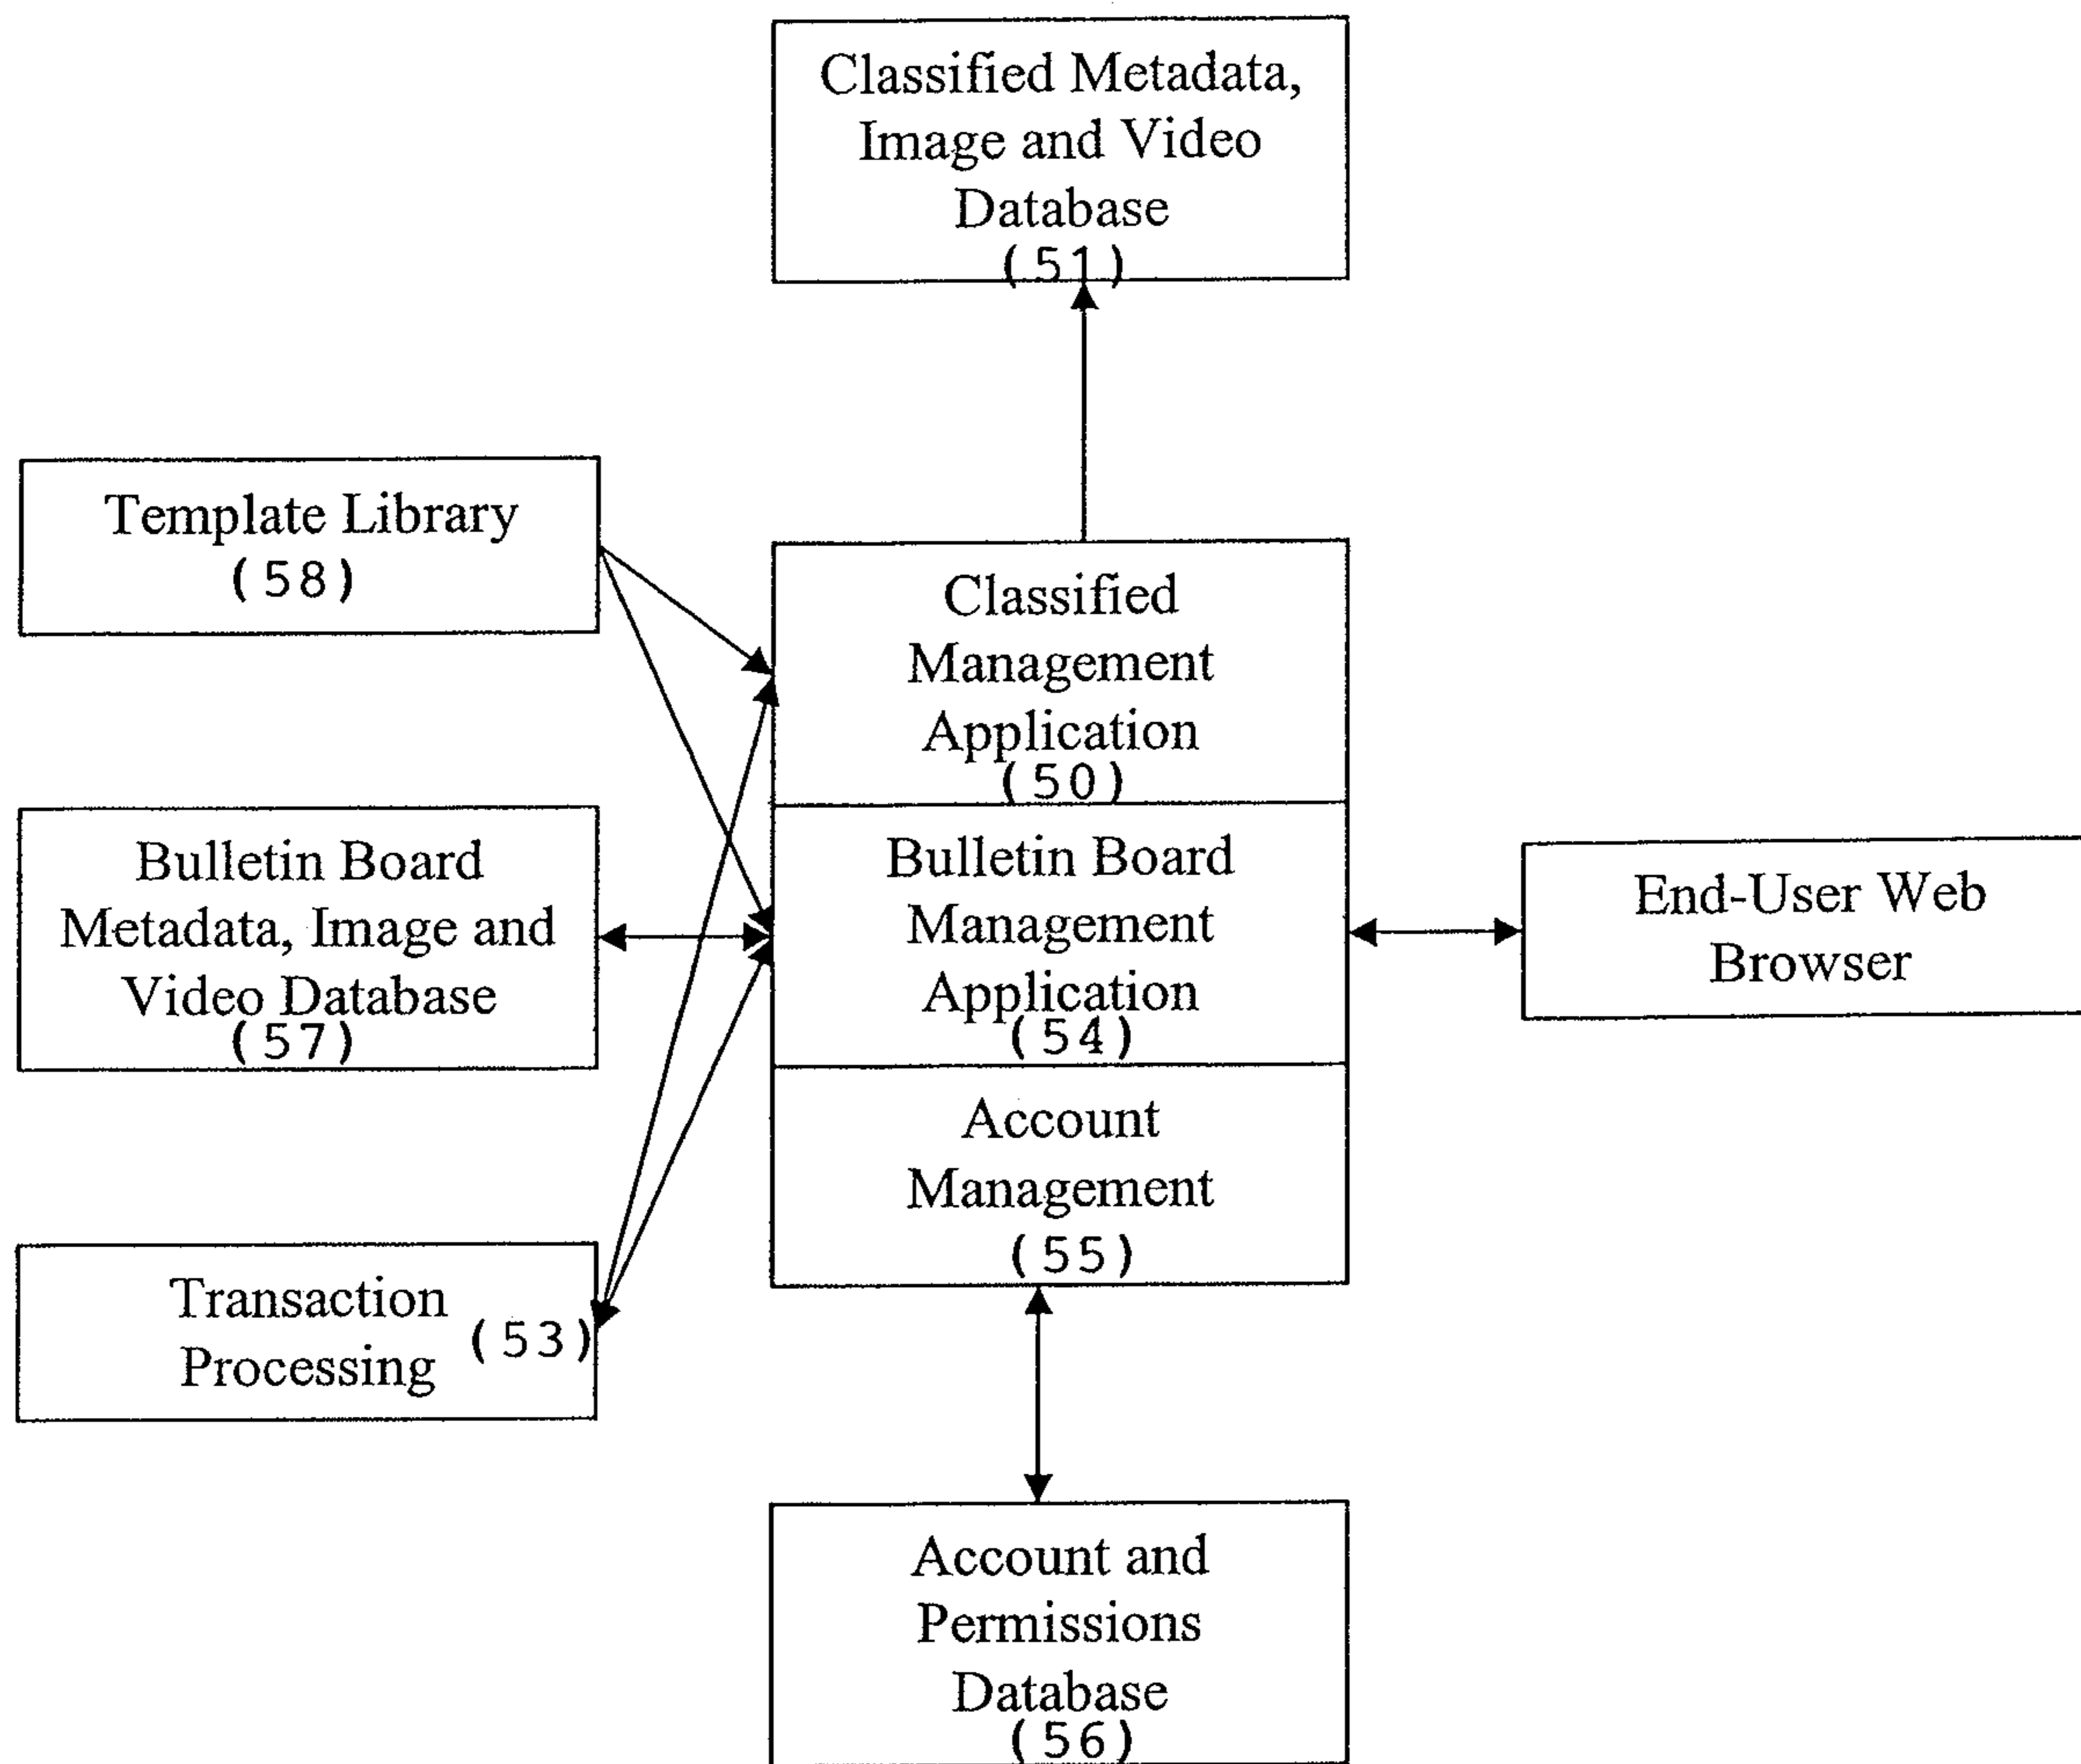 Classified Metadata,
Image and Video
Database
(51)
Template Library
(58)
Classified
Management
Application
(50)
Bulletin Board
Metadata, Image and
Video Database
(57)
Bulletin Board
Management
Application
(54)
End-User Web
Browser
Account
Management
(55)
Transaction
Processing (53)
Account and
Permissions
Database
(56)